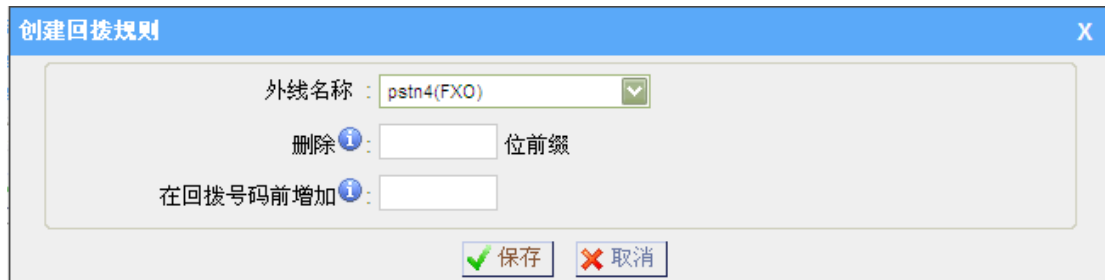 创建回拨规则 X
外线名称 : pstn4(FXO)
删除 : 位前缀
在回拨号码前增加 :
保存 取消